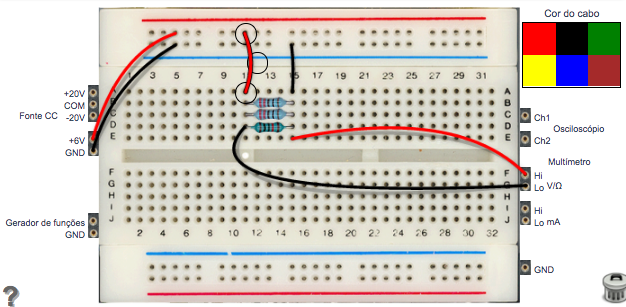 Cor do cabo
1 3 5 7 9 11 13 15 17 19 21 23 25 27 29 31
A A
B B
C C
D D
E E
+20V
COM
Fonte CC -20V
+6V
GND
Ch1
Osciloscópio
Ch2
Multímetro
Hi
Lo V/Ω
Hi
Lo mA
F F
G G
H H
I I
J J
Gerador de funções
GND
2 4 6 8 10 12 14 16 18 20 22 24 26 28 30 32
GND
?